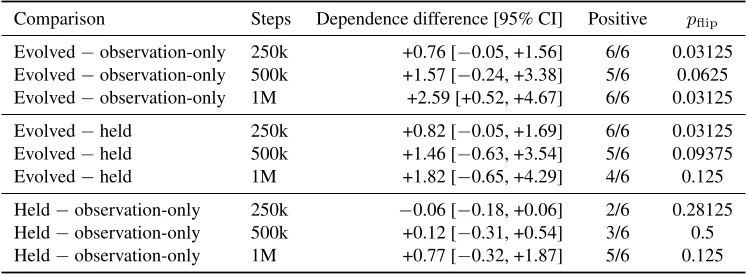 Comparison Steps Dependence difference [95% CI] Positive p_flip
Evolved − observation-only 250k +0.76 [−0.05, +1.56] 6/6 0.03125
Evolved − observation-only 500k +1.57 [−0.24, +3.38] 5/6 0.0625
Evolved − observation-only 1M +2.59 [+0.52, +4.67] 6/6 0.03125
Evolved − held 250k +0.82 [−0.05, +1.69] 6/6 0.03125
Evolved − held 500k +1.46 [−0.63, +3.54] 5/6 0.09375
Evolved − held 1M +1.82 [−0.65, +4.29] 4/6 0.125
Held − observation-only 250k −0.06 [−0.18, +0.06] 2/6 0.28125
Held − observation-only 500k +0.12 [−0.31, +0.54] 3/6 0.5
Held − observation-only 1M +0.77 [−0.32, +1.87] 5/6 0.125